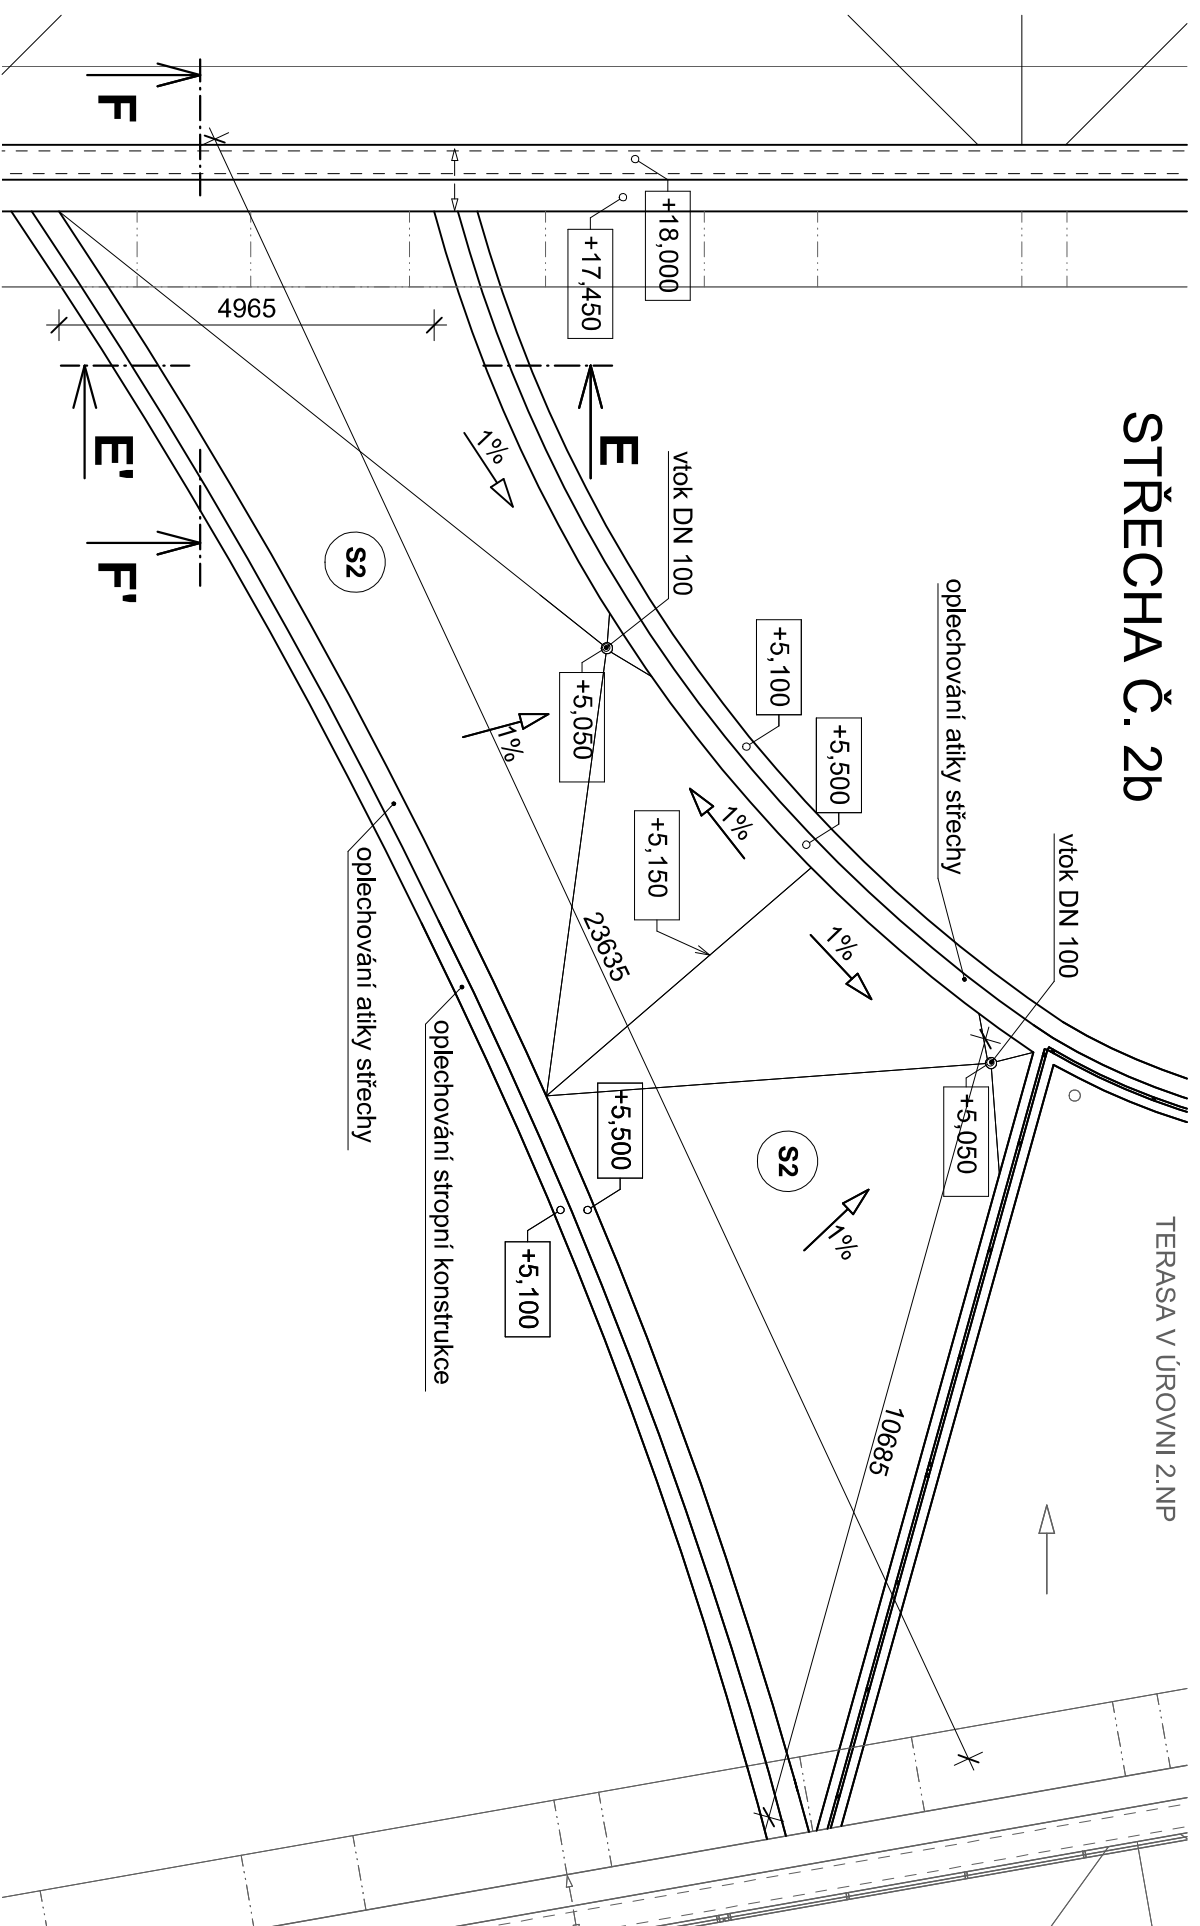 STŘECHA Č. 2b
TERASA V ÚROVNI 2.NP
vtok DN 100
oplechování atiky střechy
+5,050
+5,500
+5,100
1%
S2
1%
10685
vtok DN 100
+18,000
+17,450
E
1%
+5,150
1%
+5,050
1%
23635
+5,500
+5,100
S2
oplechování stropní konstrukce
oplechování atiky střechy
4965
F
E'
F'